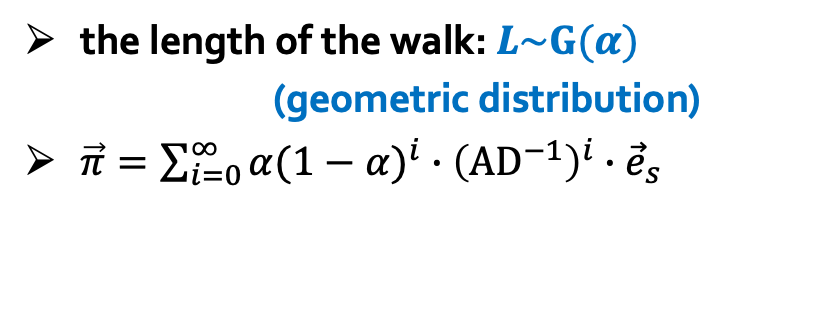 ➢ the length of the walk: L~G(α)
(geometric distribution)
➢ π⃗ = ∑_{i=0}^{∞} α(1 − α)^i · (AD^{−1})^i · e⃗_s